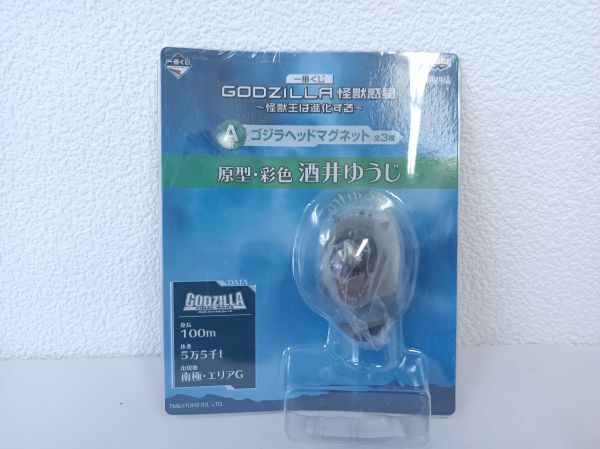 一番くじ
一番くじ
GODZILLA 怪獣惑星
～怪獣王は進化する～
A
ゴジラヘッドマグネット 全3種
原型・彩色 酒井ゆうじ
DATA
GODZILLA
FINAL WARS
身長
100m
体重
5万5千t
出現地
南極・エリアG
TM&©TOHO CO., LTD.